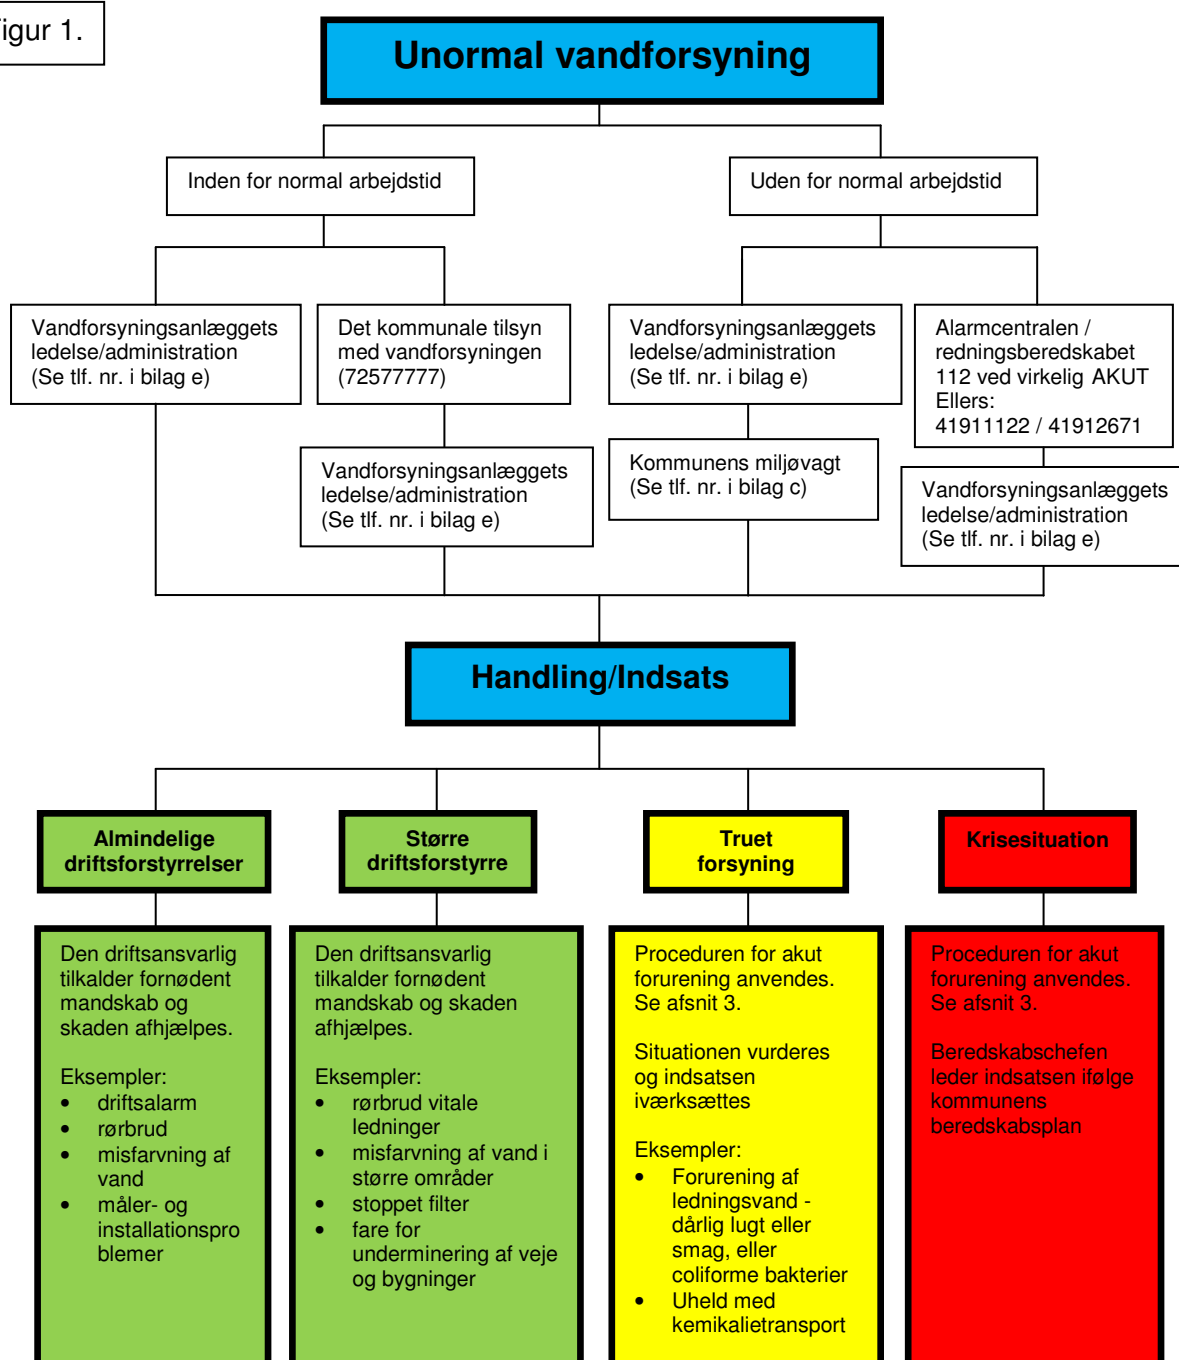 igur 1.
Unormal vandforsyning
Inden for normal arbejdstid
Uden for normal arbejdstid
Vandforsyningsanlæggets
ledelse/administration
(Se tlf. nr. i bilag e)
Det kommunale tilsyn
med vandforsyningen
(72577777)
Vandforsyningsanlæggets
ledelse/administration
(Se tlf. nr. i bilag e)
Alarmcentralen /
redningsberedskabet
112 ved virkelig AKUT
Ellers:
41911122 / 41912671
Vandforsyningsanlæggets
ledelse/administration
(Se tlf. nr. i bilag e)
Kommunens miljøvagt
(Se tlf. nr. i bilag c)
Vandforsyningsanlæggets
ledelse/administration
(Se tlf. nr. i bilag e)
Handling/Indsats
Almindelige
driftsforstyrrelser
Større
driftsforstyrre
Truet
forsyning
Krisesituation
Den driftsansvarlig
tilkalder fornødent
mandskab og
skaden afhjælpes.
Eksempler:
• driftsalarm
• rørbrud
• misfarvning af
vand
• måler- og
installationspro
blemer
Den driftsansvarlig
tilkalder fornødent
mandskab og skaden
afhjælpes.
Eksempler:
• rørbrud vitale
ledninger
• misfarvning af vand i
større områder
• stoppet filter
• fare for
underminering af veje
og bygninger
Proceduren for akut
forurening anvendes.
Se afsnit 3.
Situationen vurderes
og indsatsen
iværksættes
Eksempler:
• Forurening af
ledningsvand -
dårlig lugt eller
smag, eller
coliforme bakterier
• Uheld med
kemikalietransport
Proceduren for akut
forurening anvendes.
Se afsnit 3.
Beredskabschefen
leder indsatsen ifølge
kommunens
beredskabsplan